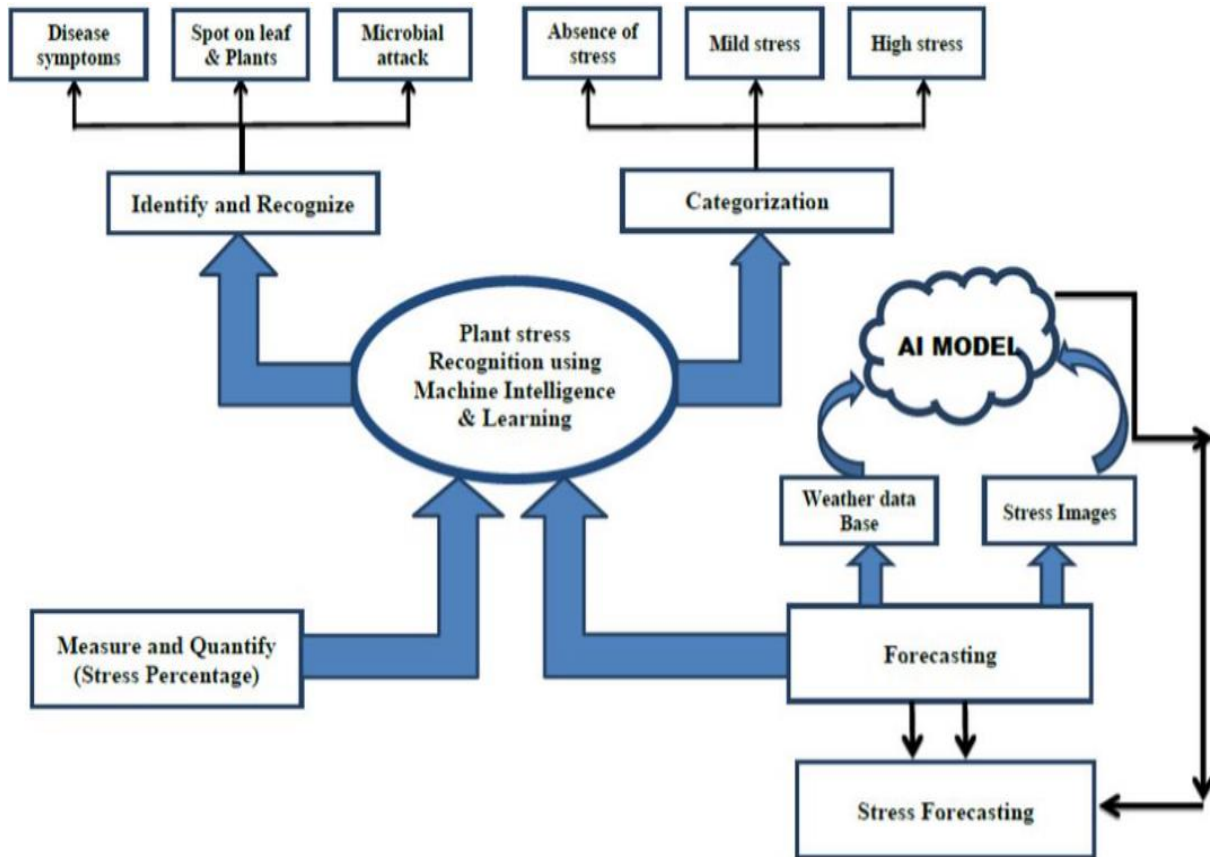 Disease
symptoms
Spot on leaf
& Plants
Microbial
attack
Absence of
stress
Mild stress
High stress
Identify and Recognize
Categorization
Plant stress
Recognition using
Machine Intelligence
& Learning
AI MODEL
Weather data
Base
Stress Images
Measure and Quantify
(Stress Percentage)
Forecasting
Stress Forecasting